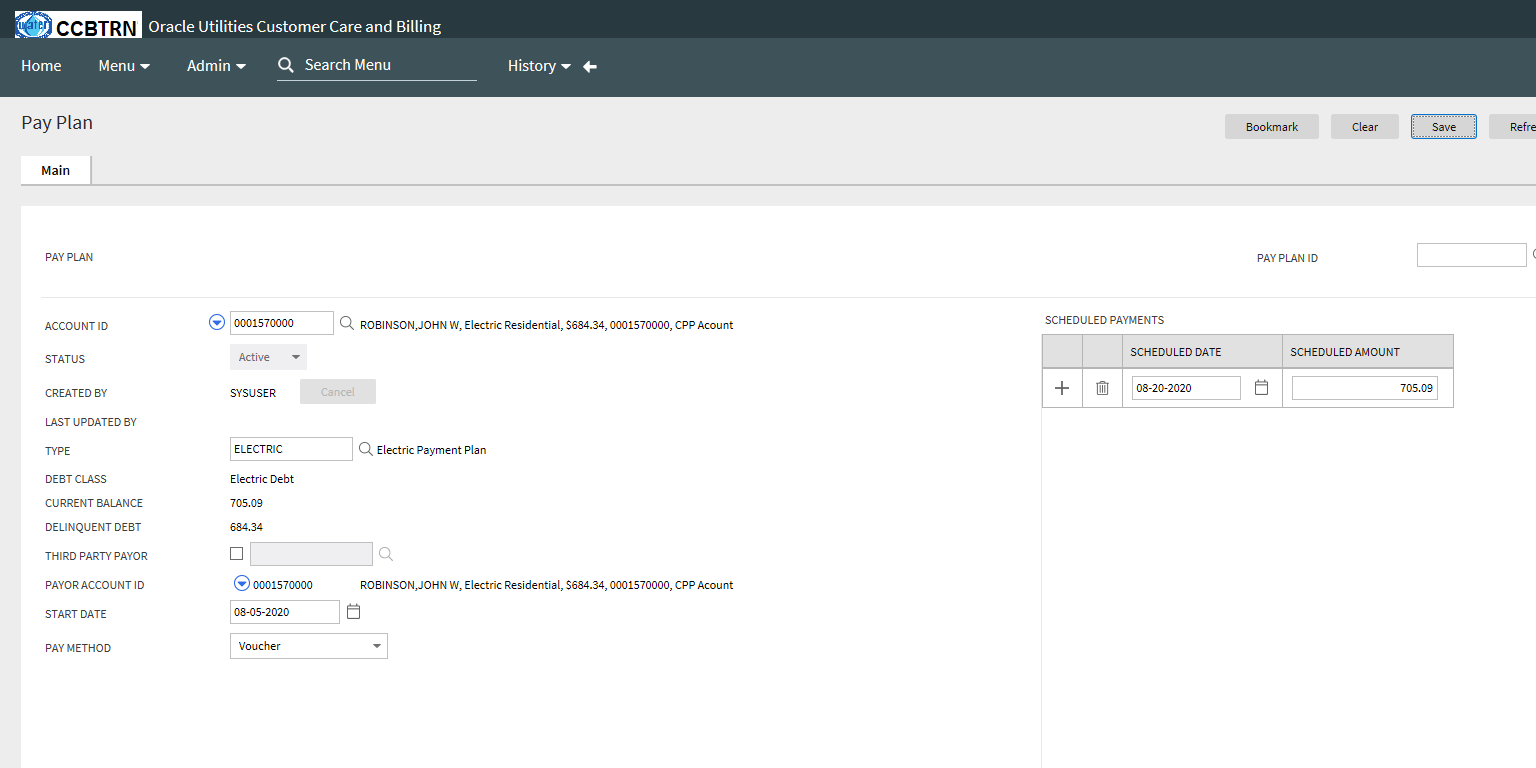 water CCBTRN Oracle Utilities Customer Care and Billing
Home Menu Admin Search Menu History
Pay Plan
Bookmark Clear Save Refre
Main
PAY PLAN
PAY PLAN ID
ACCOUNT ID 0001570000 ROBINSON,JOHN W, Electric Residential, $684.34, 0001570000, CPP Acount
STATUS Active
CREATED BY SYSUSER Cancel
LAST UPDATED BY
TYPE ELECTRIC Electric Payment Plan
DEBT CLASS Electric Debt
CURRENT BALANCE 705.09
DELINQUENT DEBT 684.34
THIRD PARTY PAYOR
PAYOR ACCOUNT ID 0001570000 ROBINSON,JOHN W, Electric Residential, $684.34, 0001570000, CPP Acount
START DATE 08-05-2020
PAY METHOD Voucher
SCHEDULED PAYMENTS
SCHEDULED DATE SCHEDULED AMOUNT
08-20-2020 705.09